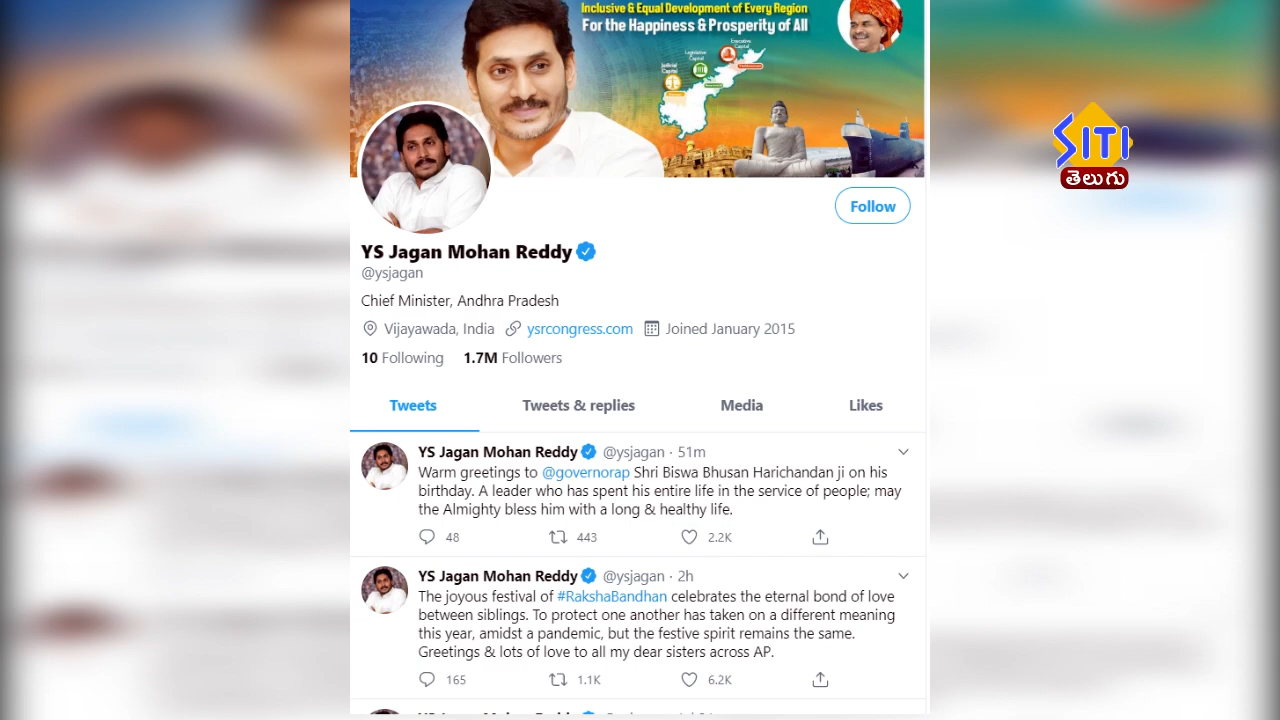 Inclusive & Equal Development of Every Region
For the Happiness & Prosperity of All
Executive
Capital
Legislative
Capital
Judicial
Capital
SITI
తెలుగు
Follow
YS Jagan Mohan Reddy
@ysjagan
Chief Minister, Andhra Pradesh
Vijayawada, India ysrcongress.com Joined January 2015
10 Following 1.7M Followers
Tweets Tweets & replies Media Likes
YS Jagan Mohan Reddy @ysjagan · 51m
Warm greetings to @governorap Shri Biswa Bhusan Harichandan ji on his
birthday. A leader who has spent his entire life in the service of people; may
the Almighty bless him with a long & healthy life.
48 443 2.2K
YS Jagan Mohan Reddy @ysjagan · 2h
The joyous festival of #RakshaBandhan celebrates the eternal bond of love
between siblings. To protect one another has taken on a different meaning
this year, amidst a pandemic, but the festive spirit remains the same.
Greetings & lots of love to all my dear sisters across AP.
165 1.1K 6.2K